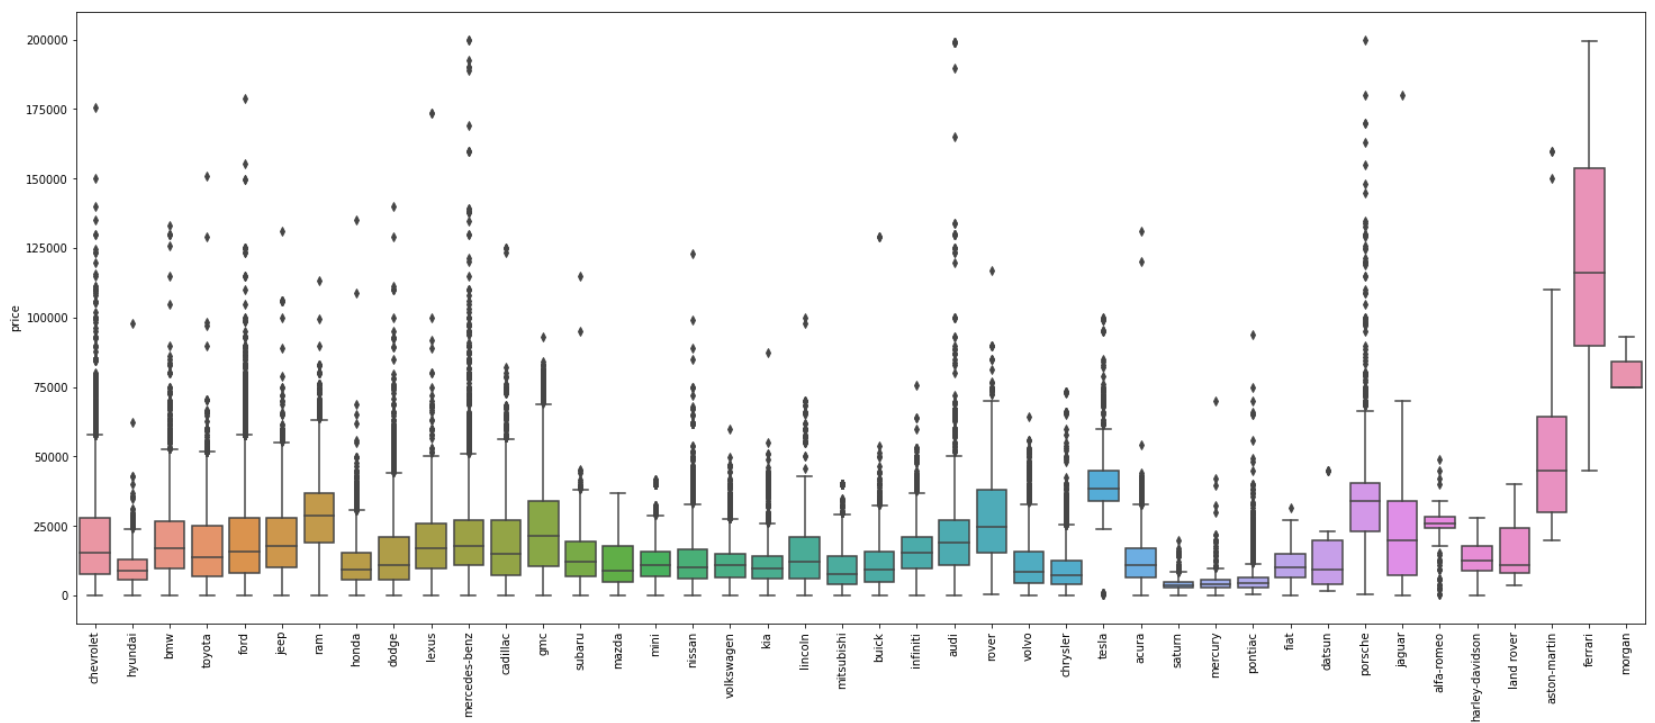 price
200000
175000
150000
125000
100000
75000
50000
25000
0
chevrolet
hyundai
bmw
toyota
ford
jeep
ram
honda
dodge
lexus
mercedes-benz
cadillac
gmc
subaru
mazda
mini
nissan
volkswagen
kia
lincoln
mitsubishi
buick
infiniti
audi
rover
volvo
chrysler
tesla
acura
saturn
mercury
pontiac
fiat
datsun
porsche
jaguar
alfa-romeo
harley-davidson
land rover
aston-martin
ferrari
morgan